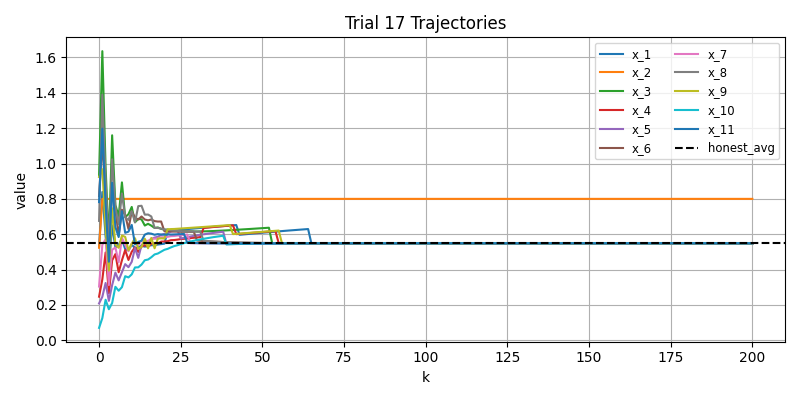 Trial 17 Trajectories
value
1.6
1.4
1.2
1.0
0.8
0.6
0.4
0.2
0.0
0 25 50 75 100 125 150 175 200
k
x_1 x_7
x_2 x_8
x_3 x_9
x_4 x_10
x_5 x_11
x_6 honest_avg